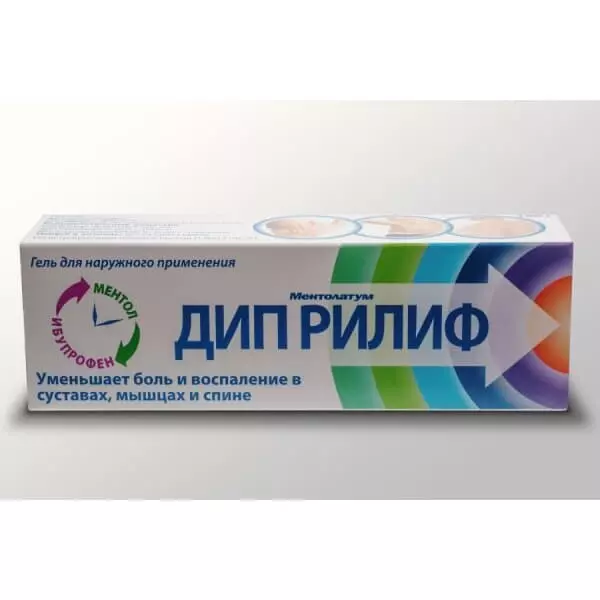 Гель для наружного применения
МЕНТОЛ
ИБУПРОФЕН
Ментолатум
ДИП РИЛИФ
Уменьшает боль и воспаление в
суставах, мышцах и спине